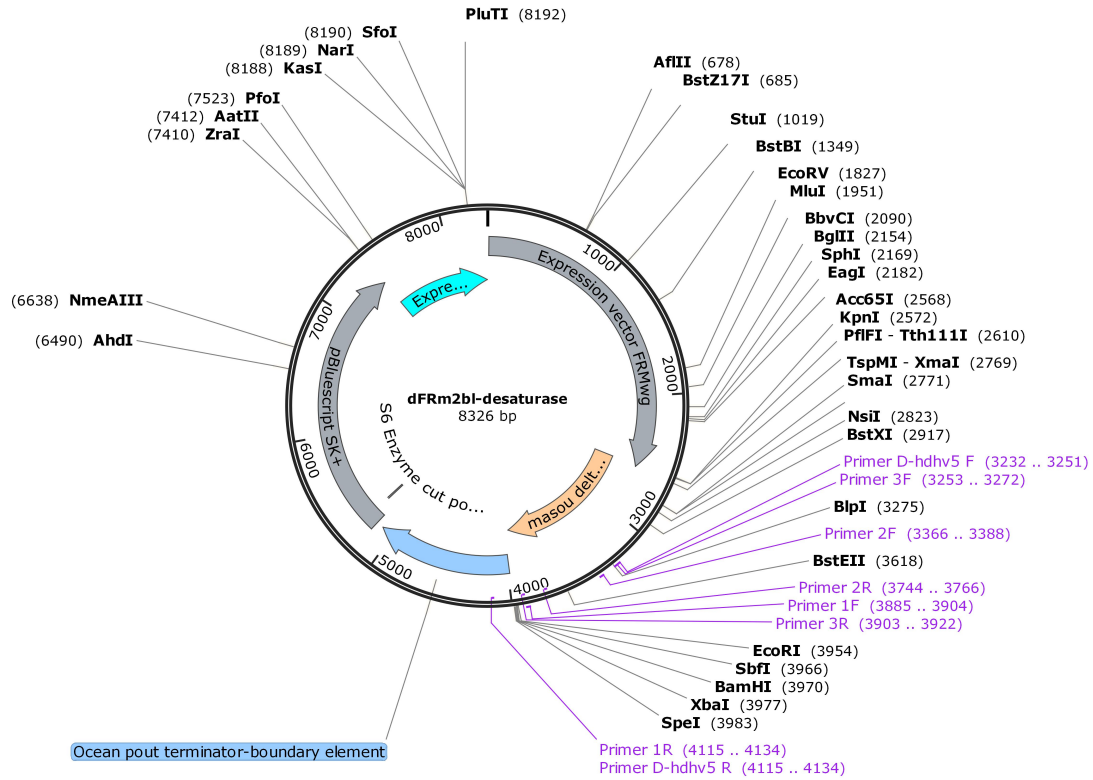 PluTI (8192)
(8190) SfoI
(8189) NarI
(8188) KasI
(7523) PfoI
(7412) AatII
(7410) ZraI
(6638) NmeAIII
(6490) AhdI
AflII (678)
BstZ17I (685)
StuI (1019)
BstBI (1349)
EcoRV (1827)
MluI (1951)
BbvCI (2090)
BglII (2154)
SphI (2169)
EagI (2182)
Acc65I (2568)
KpnI (2572)
PflFI - Tth111I (2610)
TspMI - XmaI (2769)
SmaI (2771)
NsiI (2823)
BstXI (2917)
Primer D-hdhv5 F (3232 .. 3251)
Primer 3F (3253 .. 3272)
BlpI (3275)
Primer 2F (3366 .. 3388)
BstEII (3618)
Primer 2R (3744 .. 3766)
Primer 1F (3885 .. 3904)
Primer 3R (3903 .. 3922)
EcoRI (3954)
SbfI (3966)
BamHI (3970)
XbaI (3977)
SpeI (3983)
Primer 1R (4115 .. 4134)
Primer D-hdhv5 R (4115 .. 4134)
Ocean pout terminator-boundary element
1000
2000
3000
4000
5000
6000
7000
8000
Expression vector FRMwg
masou delt...
pBluescript SK+
Expre...
S6 Enzyme cut po...
dFRm2bl-desaturase
8326 bp